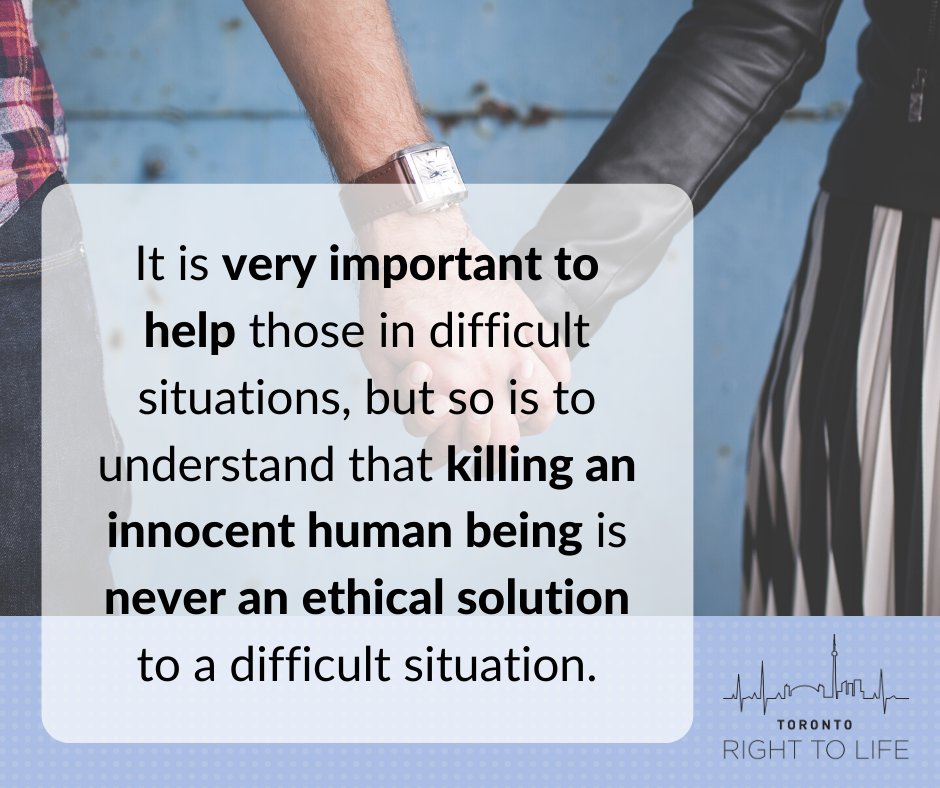 It is very important to
help those in difficult
situations, but so is to
understand that killing an
innocent human being is
never an ethical solution
to a difficult situation.
TORONTO
RIGHT TO LIFE